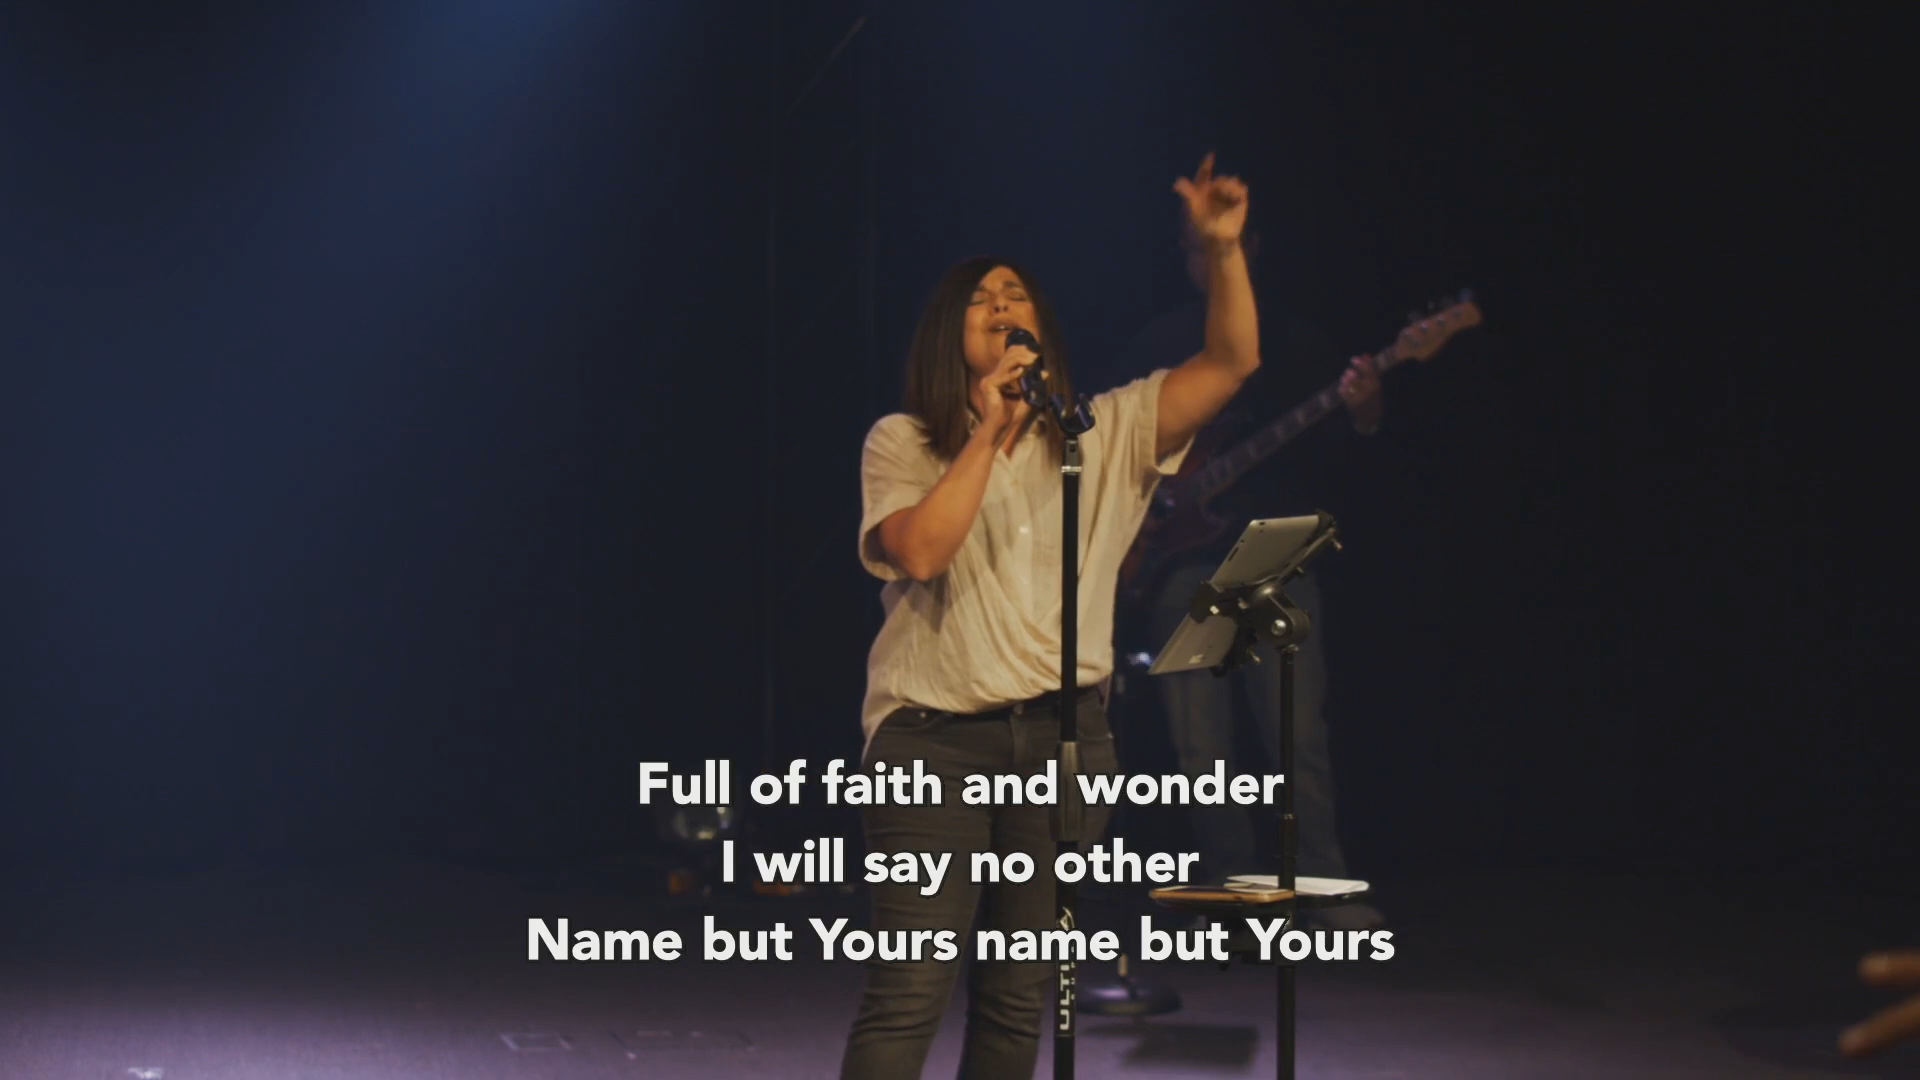 Full of faith and wonder
I will say no other
Name but Yours name but Yours